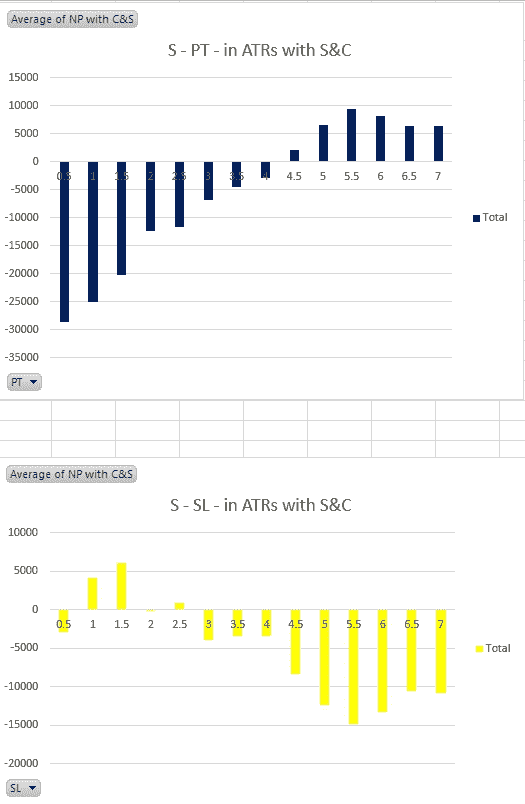 Average of NP with C&S
S - PT - in ATRs with S&C
15000
10000
5000
0
-5000
-10000
-15000
-20000
-25000
-30000
-35000
0.5 1 1.5 2 2.5 3 3.5 4 4.5 5 5.5 6 6.5 7
Total
PT
Average of NP with C&S
S - SL - in ATRs with S&C
10000
5000
0
-5000
-10000
-15000
-20000
0.5 1 1.5 2 2.5 3 3.5 4 4.5 5 5.5 6 6.5 7
Total
SL